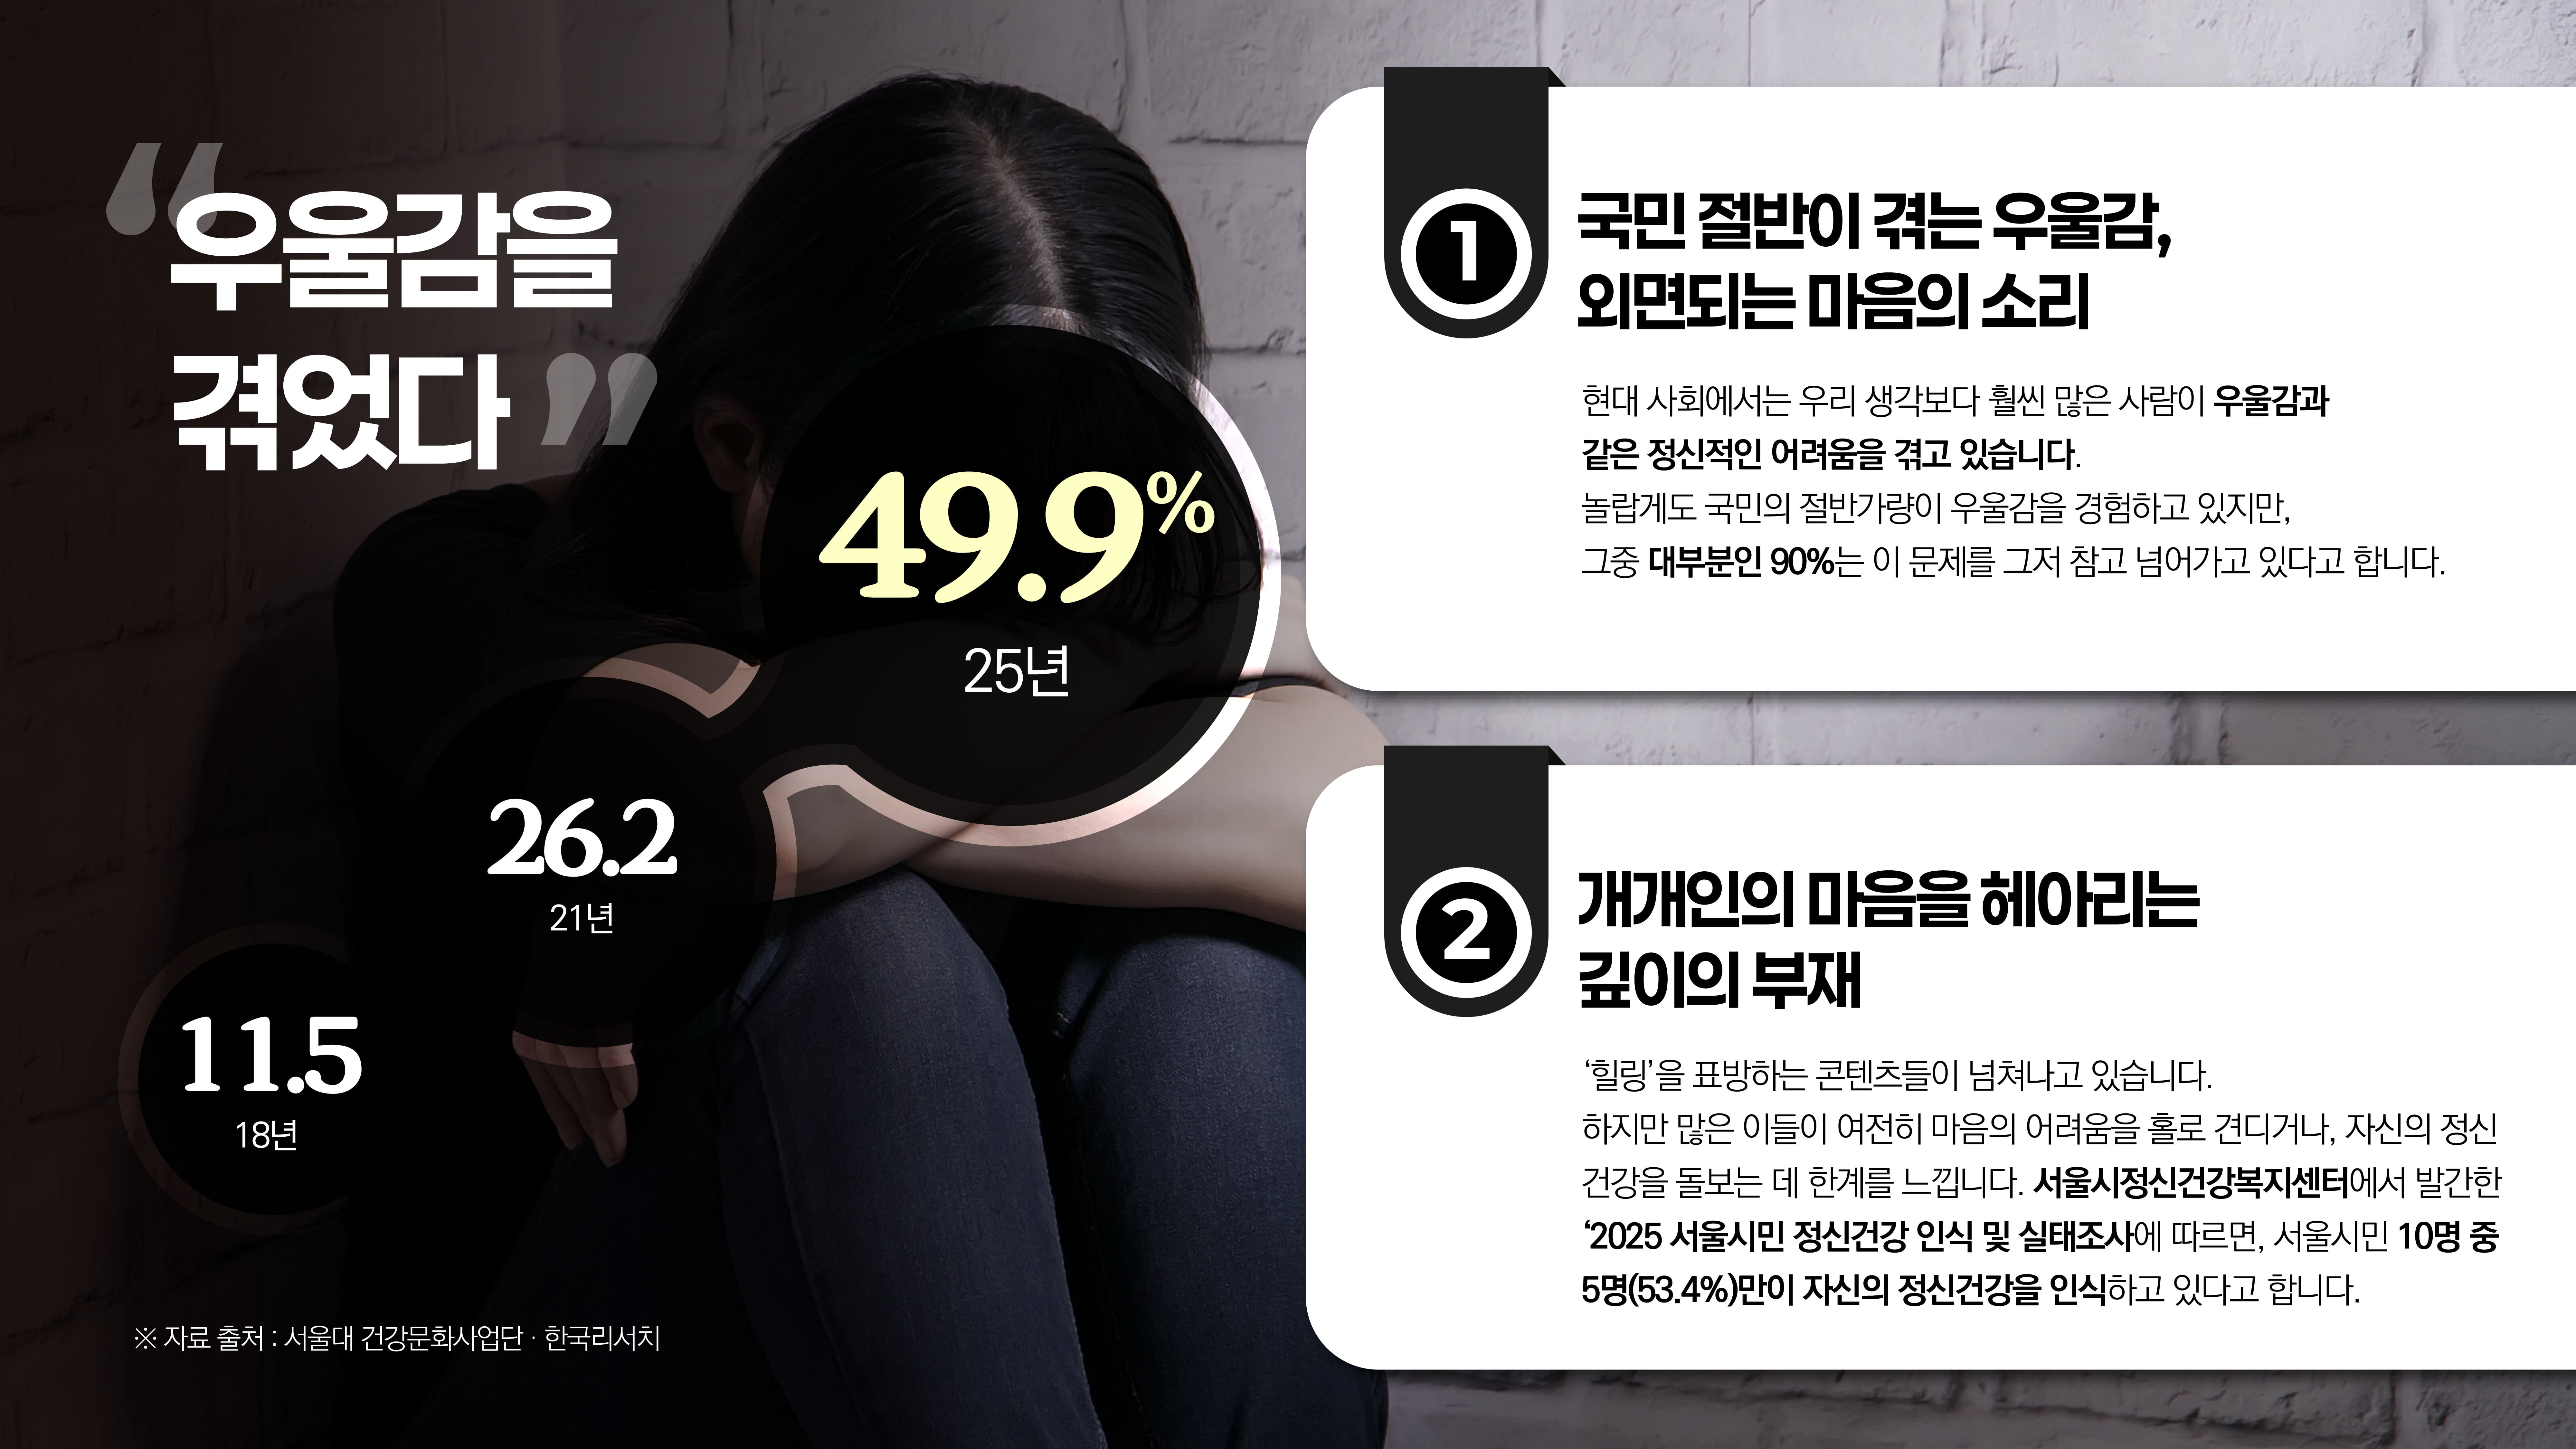 “우울감을
겪었다”
49.9%
25년
26.2
21년
11.5
18년
※ 자료 출처 : 서울대 건강문화사업단 · 한국리서치
1
국민 절반이 겪는 우울감,
외면되는 마음의 소리
현대 사회에서는 우리 생각보다 훨씬 많은 사람이 우울감과
같은 정신적인 어려움을 겪고 있습니다.
놀랍게도 국민의 절반가량이 우울감을 경험하고 있지만,
그중 대부분인 90%는 이 문제를 그저 참고 넘어가고 있다고 합니다.
2
개개인의 마음을 헤아리는
깊이의 부재
‘힐링’을 표방하는 콘텐츠들이 넘쳐나고 있습니다.
하지만 많은 이들이 여전히 마음의 어려움을 홀로 견디거나, 자신의 정신
건강을 돌보는 데 한계를 느낍니다. 서울시정신건강복지센터에서 발간한
‘2025 서울시민 정신건강 인식 및 실태조사에 따르면, 서울시민 10명 중
5명(53.4%)만이 자신의 정신건강을 인식하고 있다고 합니다.